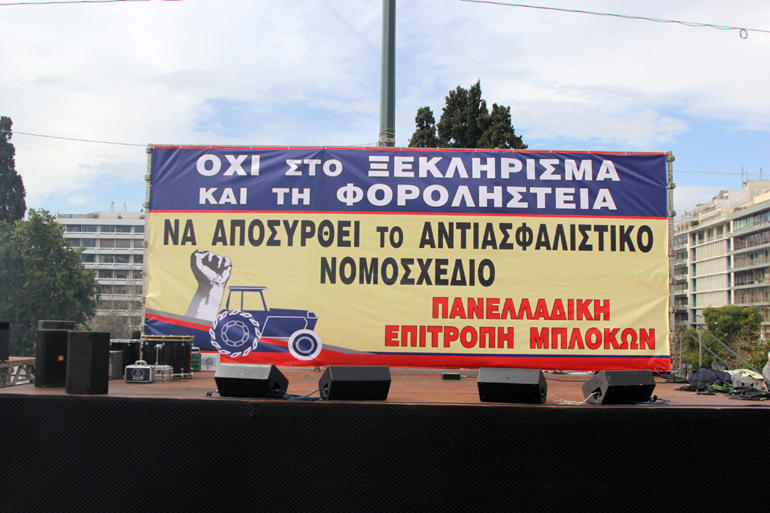 ΟΧΙ ΣΤΟ ΞΕΚΛΗΡΙΣΜΑ
ΚΑΙ ΤΗ ΦΟΡΟΛΗΣΤΕΙΑ
ΝΑ ΑΠΟΣΥΡΘΕΙ το ΑΝΤΙΑΣΦΑΛΙΣΤΙΚΟ
ΝΟΜΟΣΧΕΔΙΟ
ΠΑΝΕΛΛΑΔΙΚΗ
ΕΠΙΤΡΟΠΗ ΜΠΛΟΚΩΝ